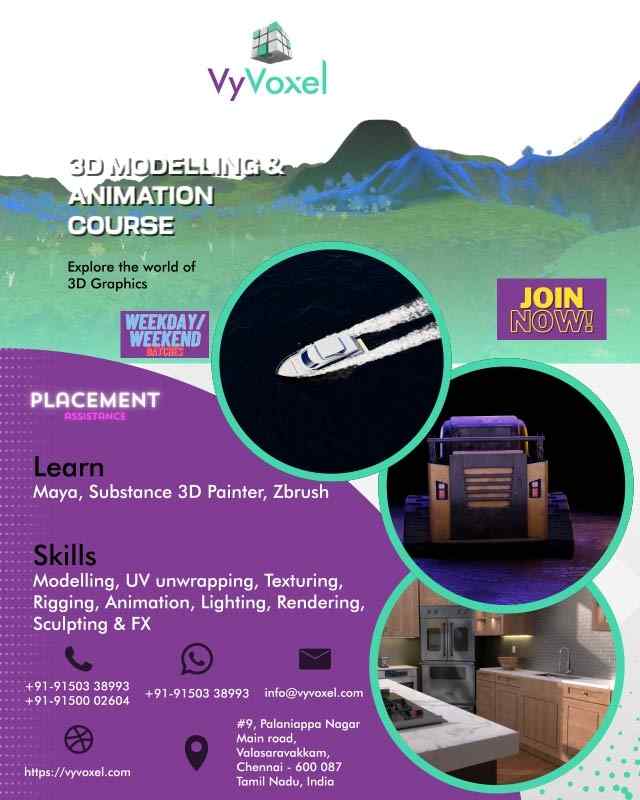 VyVoxel
3D MODELLING &
ANIMATION
COURSE
Explore the world of
3D Graphics
WEEKDAY/
WEEKEND
BATCHES
JOIN
NOW!
PLACEMENT
ASSISTANCE
Learn
Maya, Substance 3D Painter, Zbrush
Skills
Modelling, UV unwrapping, Texturing,
Rigging, Animation, Lighting, Rendering,
Sculpting & FX
+91-91503 38993
+91-91500 02604
+91-91503 38993
info@vyvoxel.com
https://vyvoxel.com
#9, Palaniappa Nagar
Main road,
Valasaravakkam,
Chennai - 600 087
Tamil Nadu, India